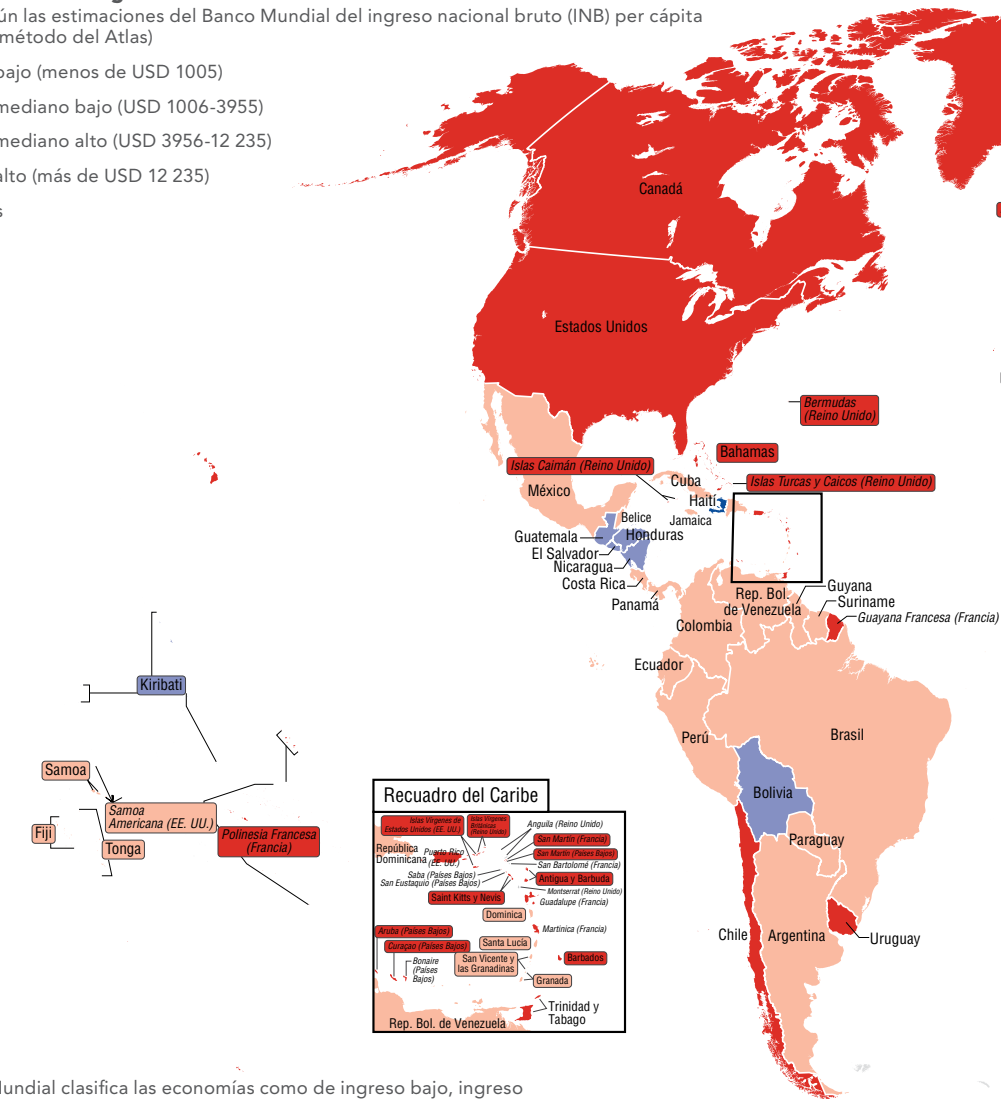 ún las estimaciones del Banco Mundial del ingreso nacional bruto (INB) per cápita
método del Atlas)
bajo (menos de USD 1005)
mediano bajo (USD 1006-3955)
mediano alto (USD 3956-12 235)
alto (más de USD 12 235)
s
Canadá
Estados Unidos
Bermudas
(Reino Unido)
Bahamas
Islas Caimán (Reino Unido)
Cuba
Islas Turcas y Caicos (Reino Unido)
México
Haití
Belice
Jamaica
Guatemala
Honduras
El Salvador
Nicaragua
Costa Rica
Panamá
Rep. Bol.
de Venezuela
Guyana
Suriname
Guayana Francesa (Francia)
Colombia
Ecuador
Kiribati
Perú
Brasil
Samoa
Samoa
Americana (EE. UU.)
Fiji
Tonga
Polinesia Francesa
(Francia)
Bolivia
Paraguay
Chile
Argentina
Uruguay
Recuadro del Caribe
Islas Vírgenes de
Estados Unidos (EE. UU.)
Islas Vírgenes
Británicas
(Reino Unido)
Anguila (Reino Unido)
República
Dominicana
Puerto Rico
(EE. UU.)
San Martín (Francia)
San Martín (Países Bajos)
San Bartolomé (Francia)
Saba (Países Bajos)
San Eustaquio (Países Bajos)
Antigua y Barbuda
Montserrat (Reino Unido)
Saint Kitts y Nevis
Guadalupe (Francia)
Dominica
Martinica (Francia)
Aruba (Países Bajos)
Curaçao (Países Bajos)
Santa Lucía
Bonaire
(Países
Bajos)
San Vicente y
las Granadinas
Barbados
Granada
Trinidad y
Tabago
Rep. Bol. de Venezuela
Mundial clasifica las economías como de ingreso bajo, ingreso